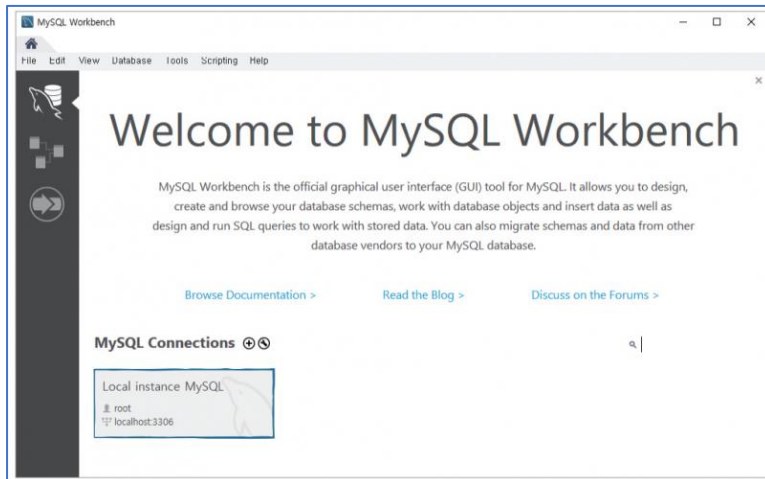 MySQL Workbench
File Edit View Database Tools Scripting Help
Welcome to MySQL Workbench
MySQL Workbench is the official graphical user interface (GUI) tool for MySQL. It allows you to design,
create and browse your database schemas, work with database objects and insert data as well as
design and run SQL queries to work with stored data. You can also migrate schemas and data from other
database vendors to your MySQL database.
Browse Documentation > Read the Blog > Discuss on the Forums >
MySQL Connections
Local instance MySQL
root
localhost:3306